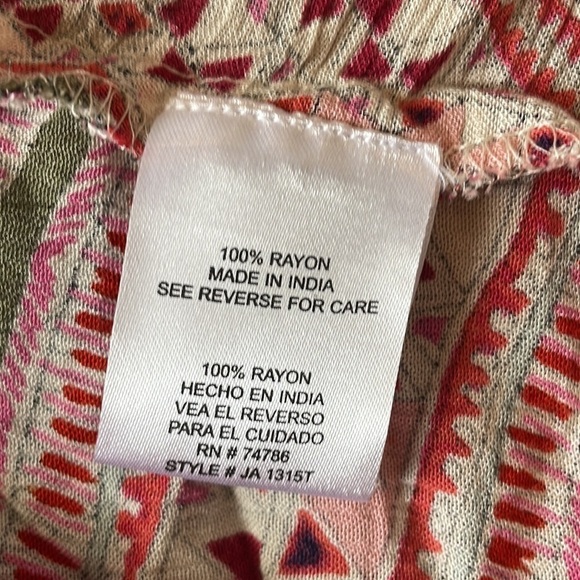 100% RAYON
MADE IN INDIA
SEE REVERSE FOR CARE
100% RAYON
HECHO EN INDIA
VEA EL REVERSO
PARA EL CUIDADO
RN # 74786
STYLE # JA 1315T